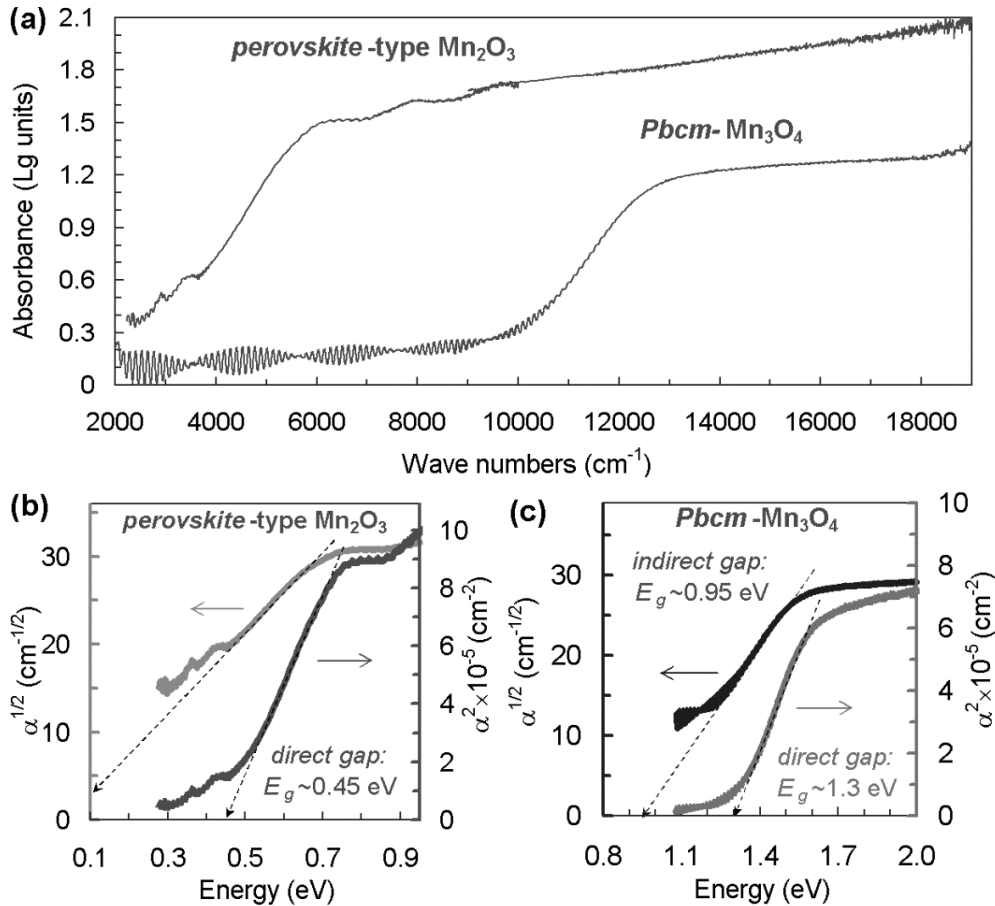 (a)
2.1
1.8
1.5
1.2
0.9
0.6
0.3
0
Absorbance (Lg units)
perovskite-type Mn₂O₃
Pbcm- Mn₃O₄
2000 4000 6000 8000 10000 12000 14000 16000 18000
Wave numbers (cm⁻¹)
(b)
perovskite-type Mn₂O₃
30
20
10
0
α^1/2 (cm^-1/2)
10
8
6
4
2
0
α²×10⁻⁵ (cm⁻²)
direct gap:
E_g~0.45 eV
0.1 0.3 0.5 0.7 0.9
Energy (eV)
(c)
Pbcm-Mn₃O₄
indirect gap:
E_g~0.95 eV
40
30
20
10
0
α^1/2 (cm^-1/2)
10
8
6
4
2
0
α²×10⁻⁵ (cm⁻²)
direct gap:
E_g~1.3 eV
0.8 1.1 1.4 1.7 2.0
Energy (eV)